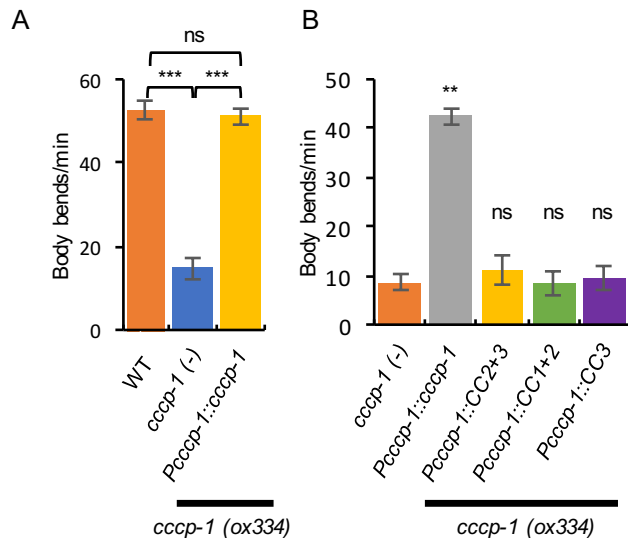 A
ns
*** ***
60
40
20
0
Body bends/min
WT
cccp-1 (-)
Pcccp-1::cccp-1
cccp-1 (ox334)
B
50
40
30
20
10
0
Body bends/min
**
ns ns ns
cccp-1 (-)
Pcccp-1::cccp-1
Pcccp-1::CC2+3
Pcccp-1::CC1+2
Pcccp-1::CC3
cccp-1 (ox334)